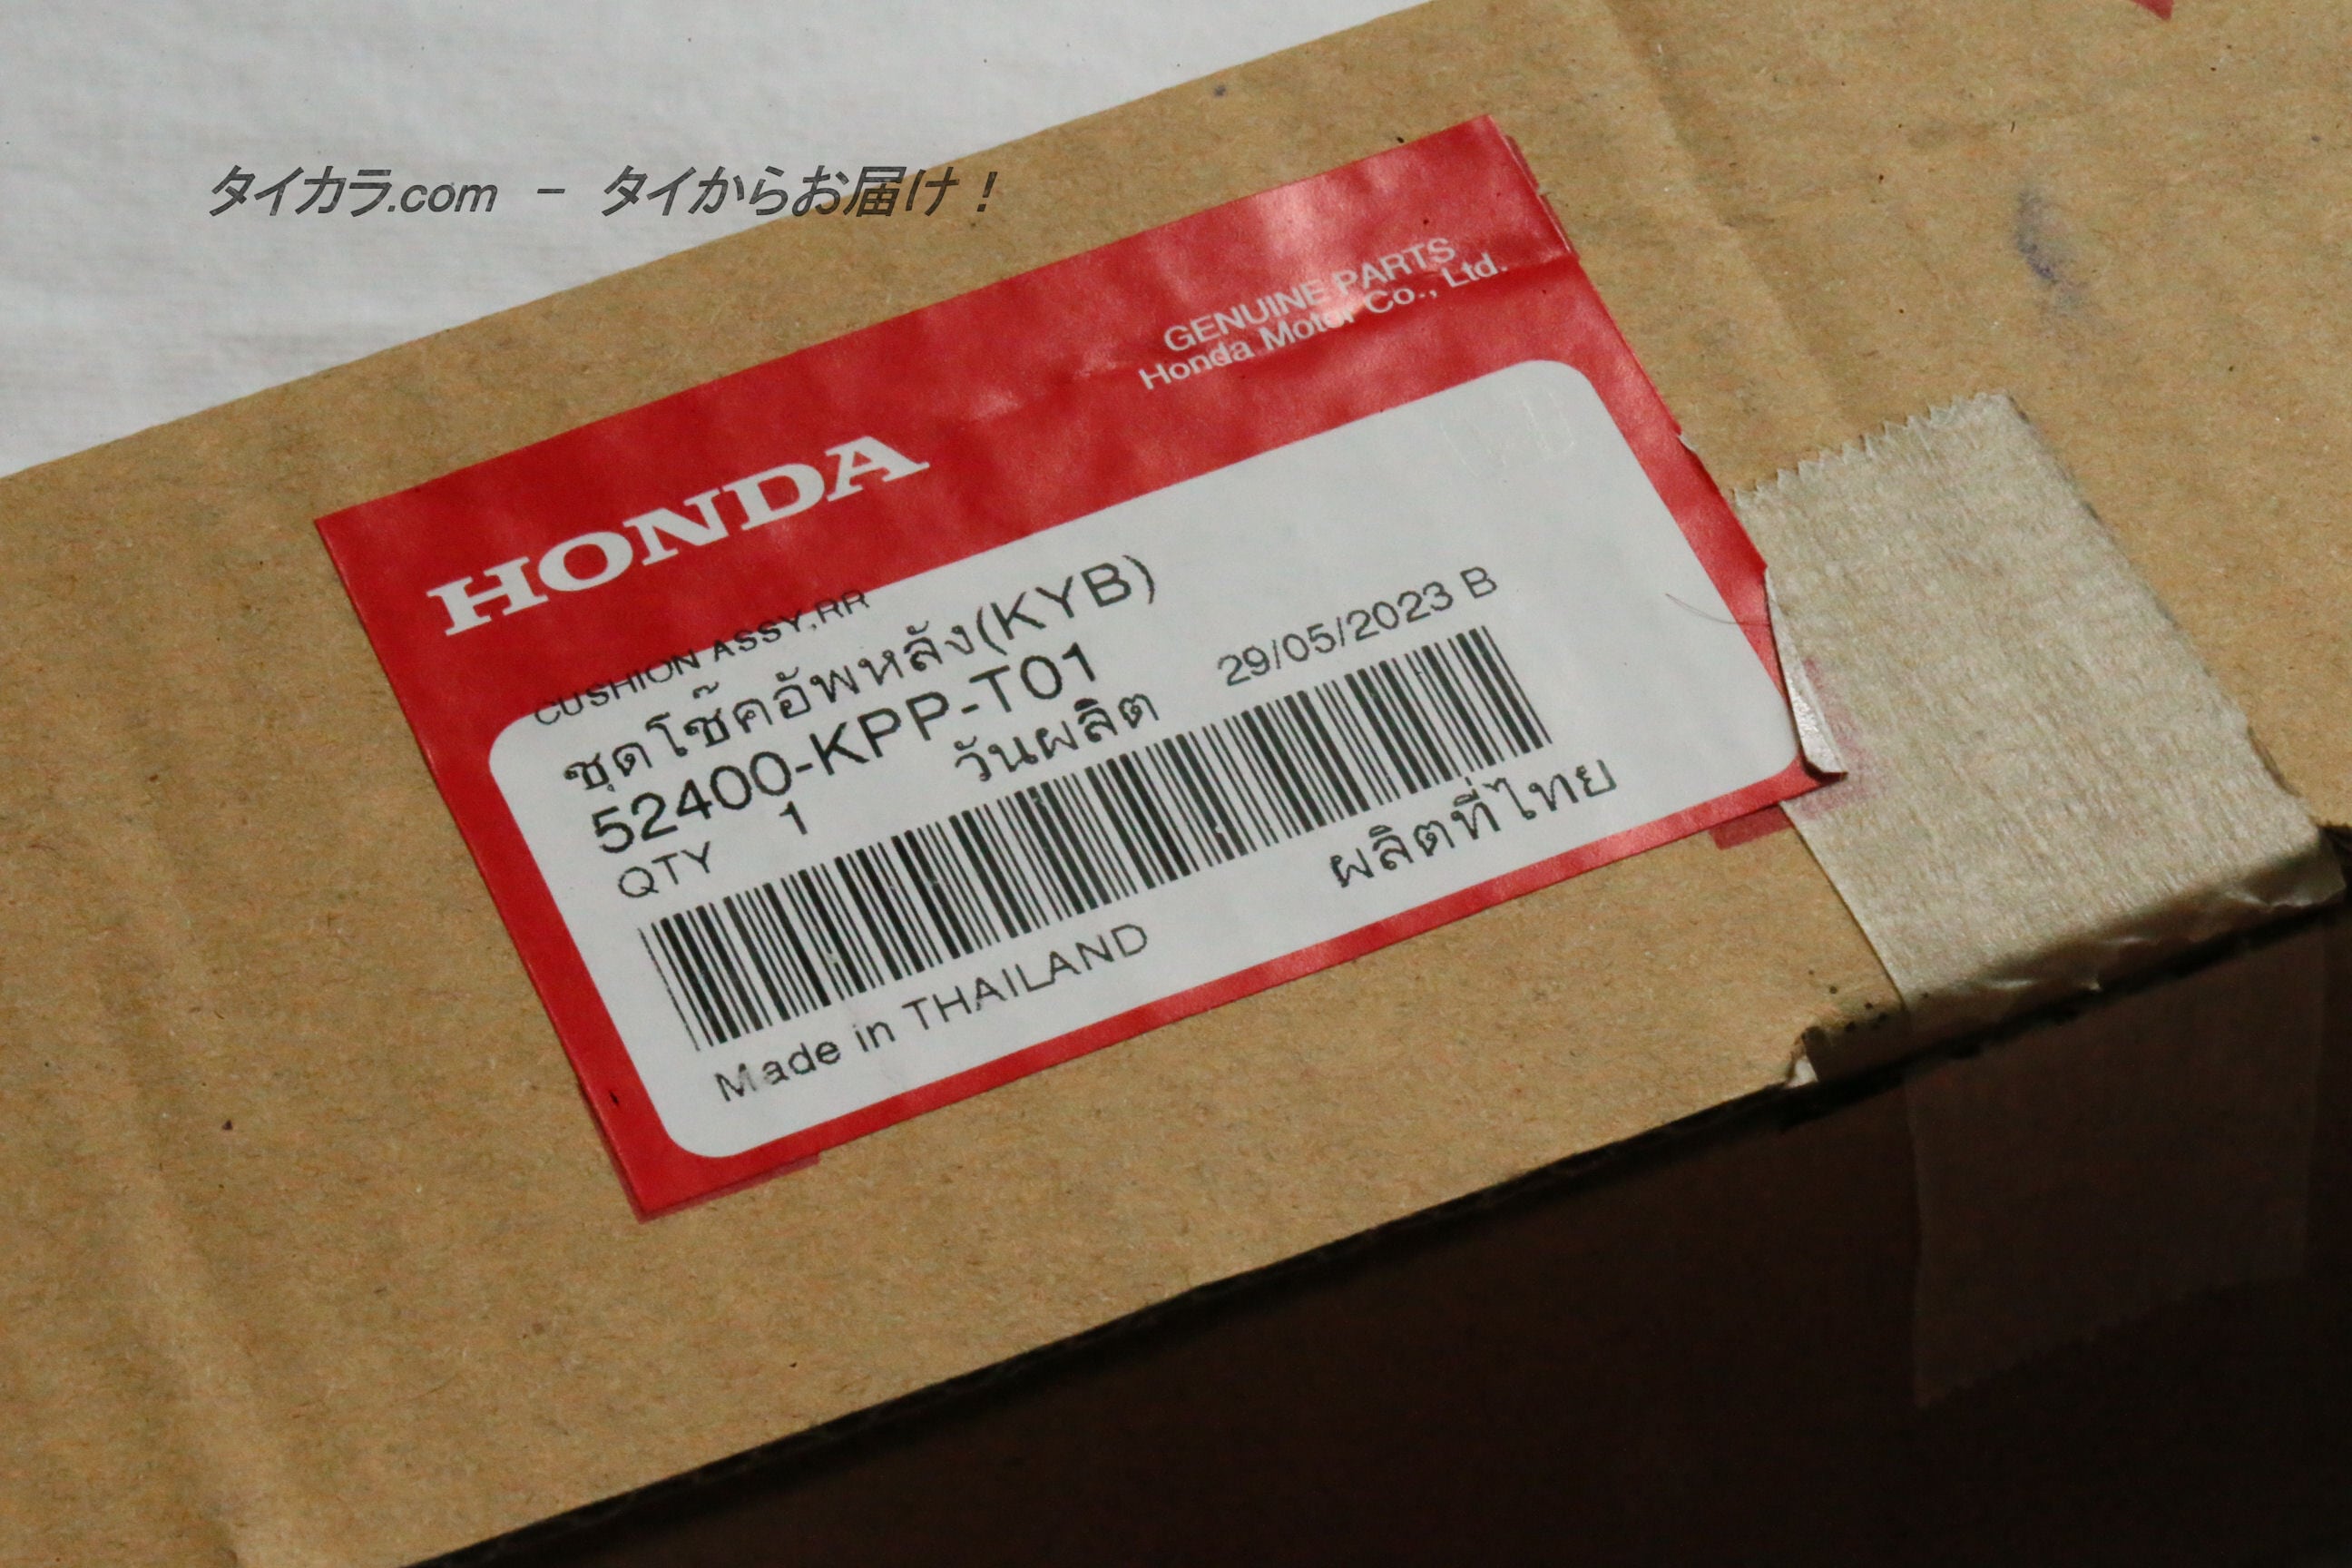 タイカラ.com － タイからお届け！
HONDA
GENUINE PARTS
Honda Motor Co., Ltd.
CUSHION ASSY,RR
ชุดโช๊คอัพหลัง(KYB)
52400-KPP-T01
QTY 1 วันผลิต 29/05/2023 B
Made in THAILAND ผลิตที่ไทย